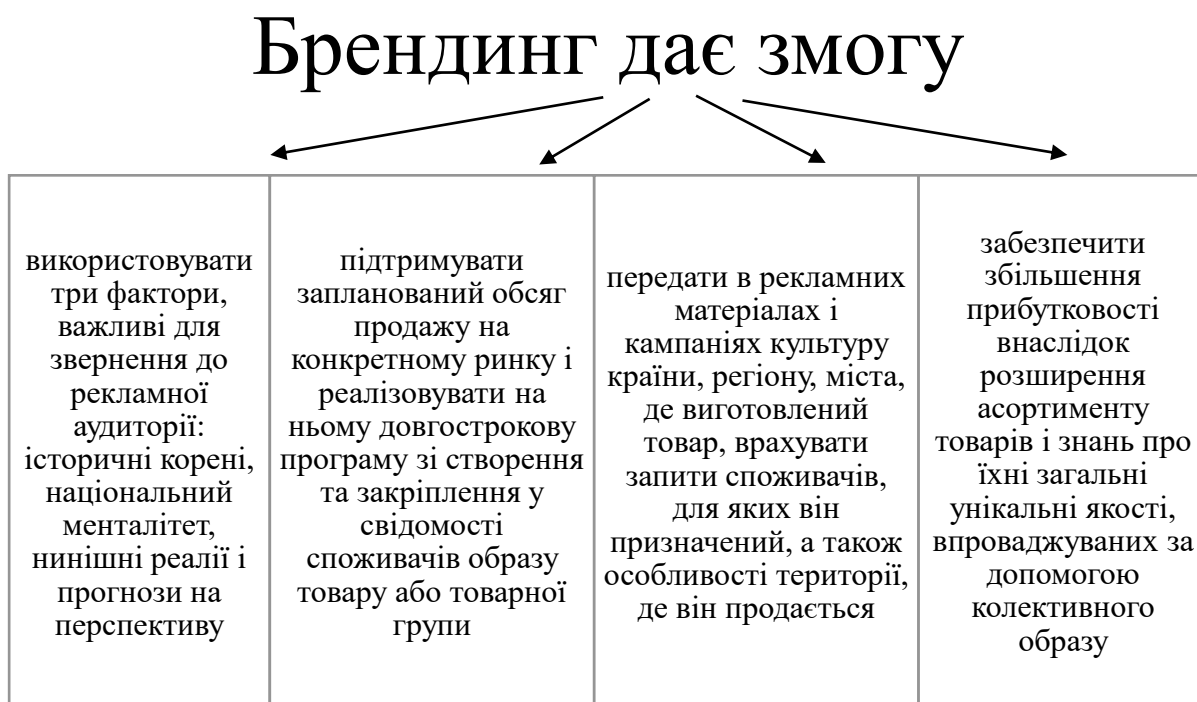 Брендинг дає змогу
використовувати
три фактори,
важливі для
звернення до
рекламної
аудиторії:
історичні корені,
національний
менталітет,
нинішні реалії і
прогнози на
перспективу
підтримувати
запланований обсяг
продажу на
конкретному ринку і
реалізовувати на
ньому довгострокову
програму зі створення
та закріплення у
свідомості
споживачів образу
товару або товарної
групи
передати в рекламних
матеріалах і
кампаніях культуру
країни, регіону, міста,
де виготовлений
товар, врахувати
запити споживачів,
для яких він
призначений, а також
особливості території,
де він продається
забезпечити
збільшення
прибутковості
внаслідок
розширення
асортименту
товарів і знань про
їхні загальні
унікальні якості,
впроваджуваних за
допомогою
колективного
образу